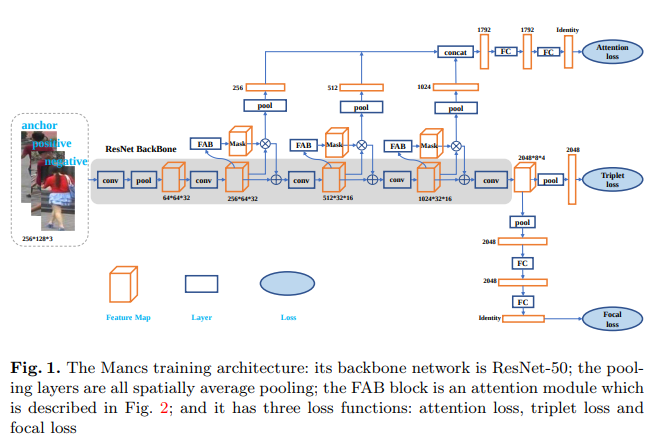 1792
1792
Identity
concat
FC
FC
Attention
loss
256
512
1024
pool
pool
pool
anchor
positive
negative
ResNet BackBone
FAB
Mask
FAB
Mask
FAB
Mask
2048*8*4
2048
conv
pool
conv
conv
conv
conv
pool
Triplet
loss
64*64*32
256*64*32
512*32*16
1024*32*16
256*128*3
pool
2048
FC
2048
FC
Identity
Focal
loss
Feature Map
Layer
Loss
Fig. 1. The Mancs training architecture: its backbone network is ResNet-50; the pool-
ing layers are all spatially average pooling; the FAB block is an attention module which
is described in Fig. 2; and it has three loss functions: attention loss, triplet loss and
focal loss